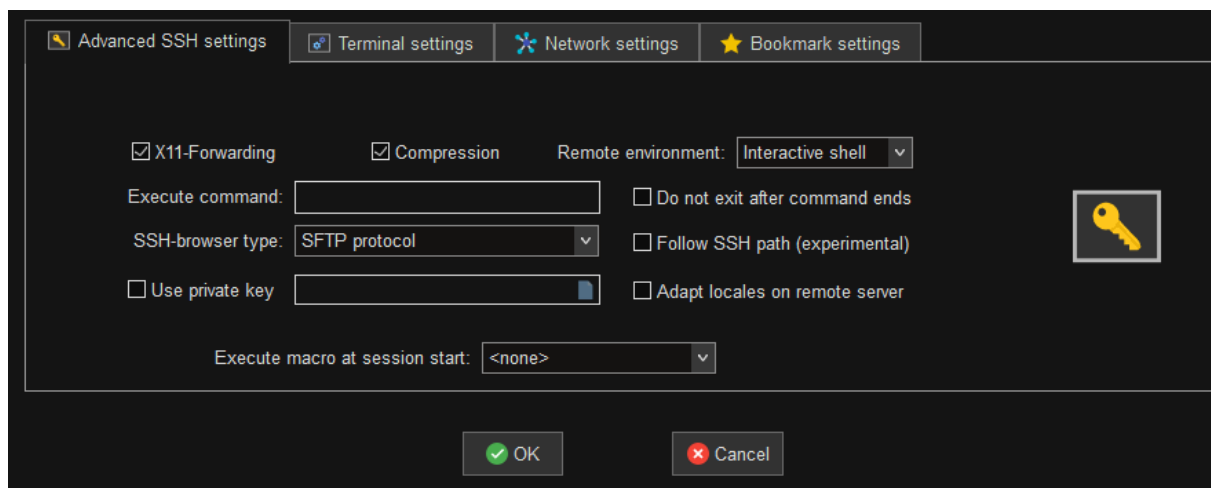 Advanced SSH settings Terminal settings Network settings Bookmark settings
X11-Forwarding Compression Remote environment: Interactive shell
Execute command: Do not exit after command ends
SSH-browser type: SFTP protocol Follow SSH path (experimental)
Use private key Adapt locales on remote server
Execute macro at session start: <none>
OK Cancel